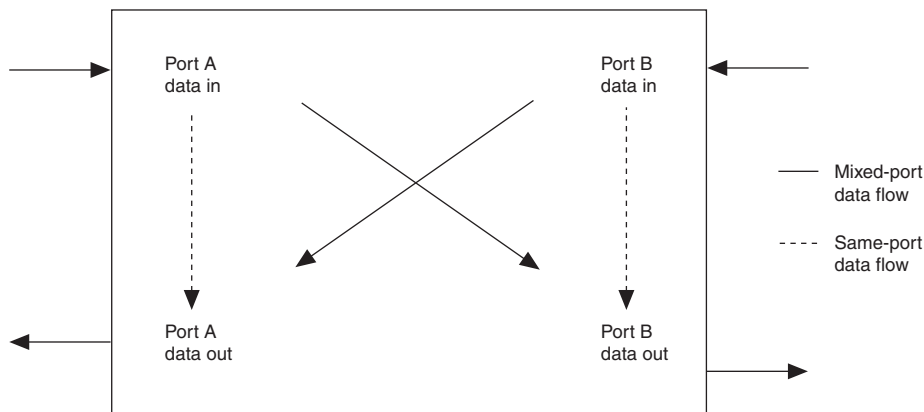 Port A
data in
Port B
data in
Mixed-port
data flow
Same-port
data flow
Port A
data out
Port B
data out